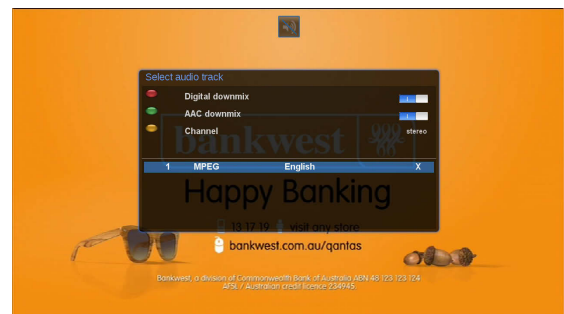 Select audio track
Digital downmix
AAC downmix
Channel stereo
bankwest
1 MPEG English X
Happy Banking
13 17 19 visit any store
bankwest.com.au/qantas
Bankwest, a division of Commonwealth Bank of Australia ABN 48 123 123 124
AFSL / Australian credit licence 234945.